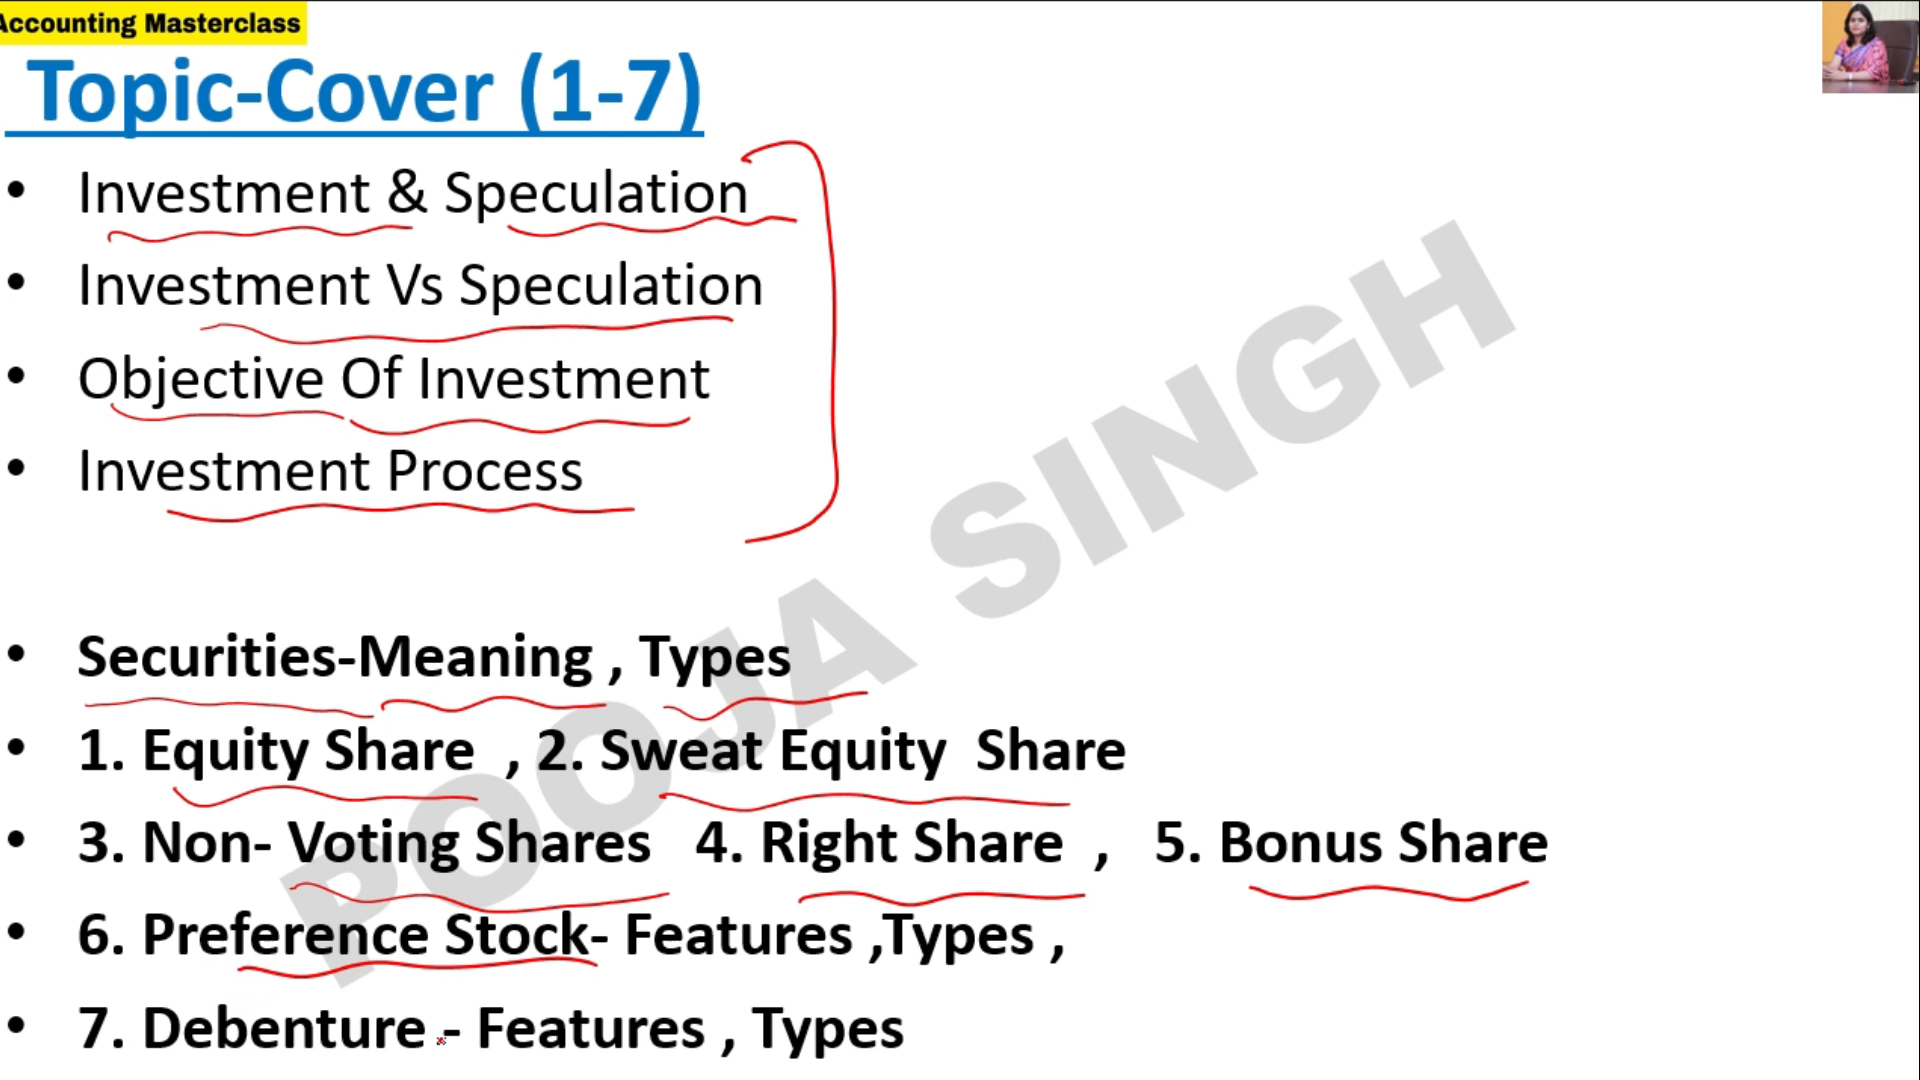 Accounting Masterclass
Topic-Cover (1-7)
• Investment & Speculation
• Investment Vs Speculation
• Objective Of Investment
• Investment Process
• Securities-Meaning , Types
• 1. Equity Share , 2. Sweat Equity Share
• 3. Non- Voting Shares 4. Right Share , 5. Bonus Share
• 6. Preference Stock- Features ,Types ,
• 7. Debenture - Features , Types
POOJA SINGH